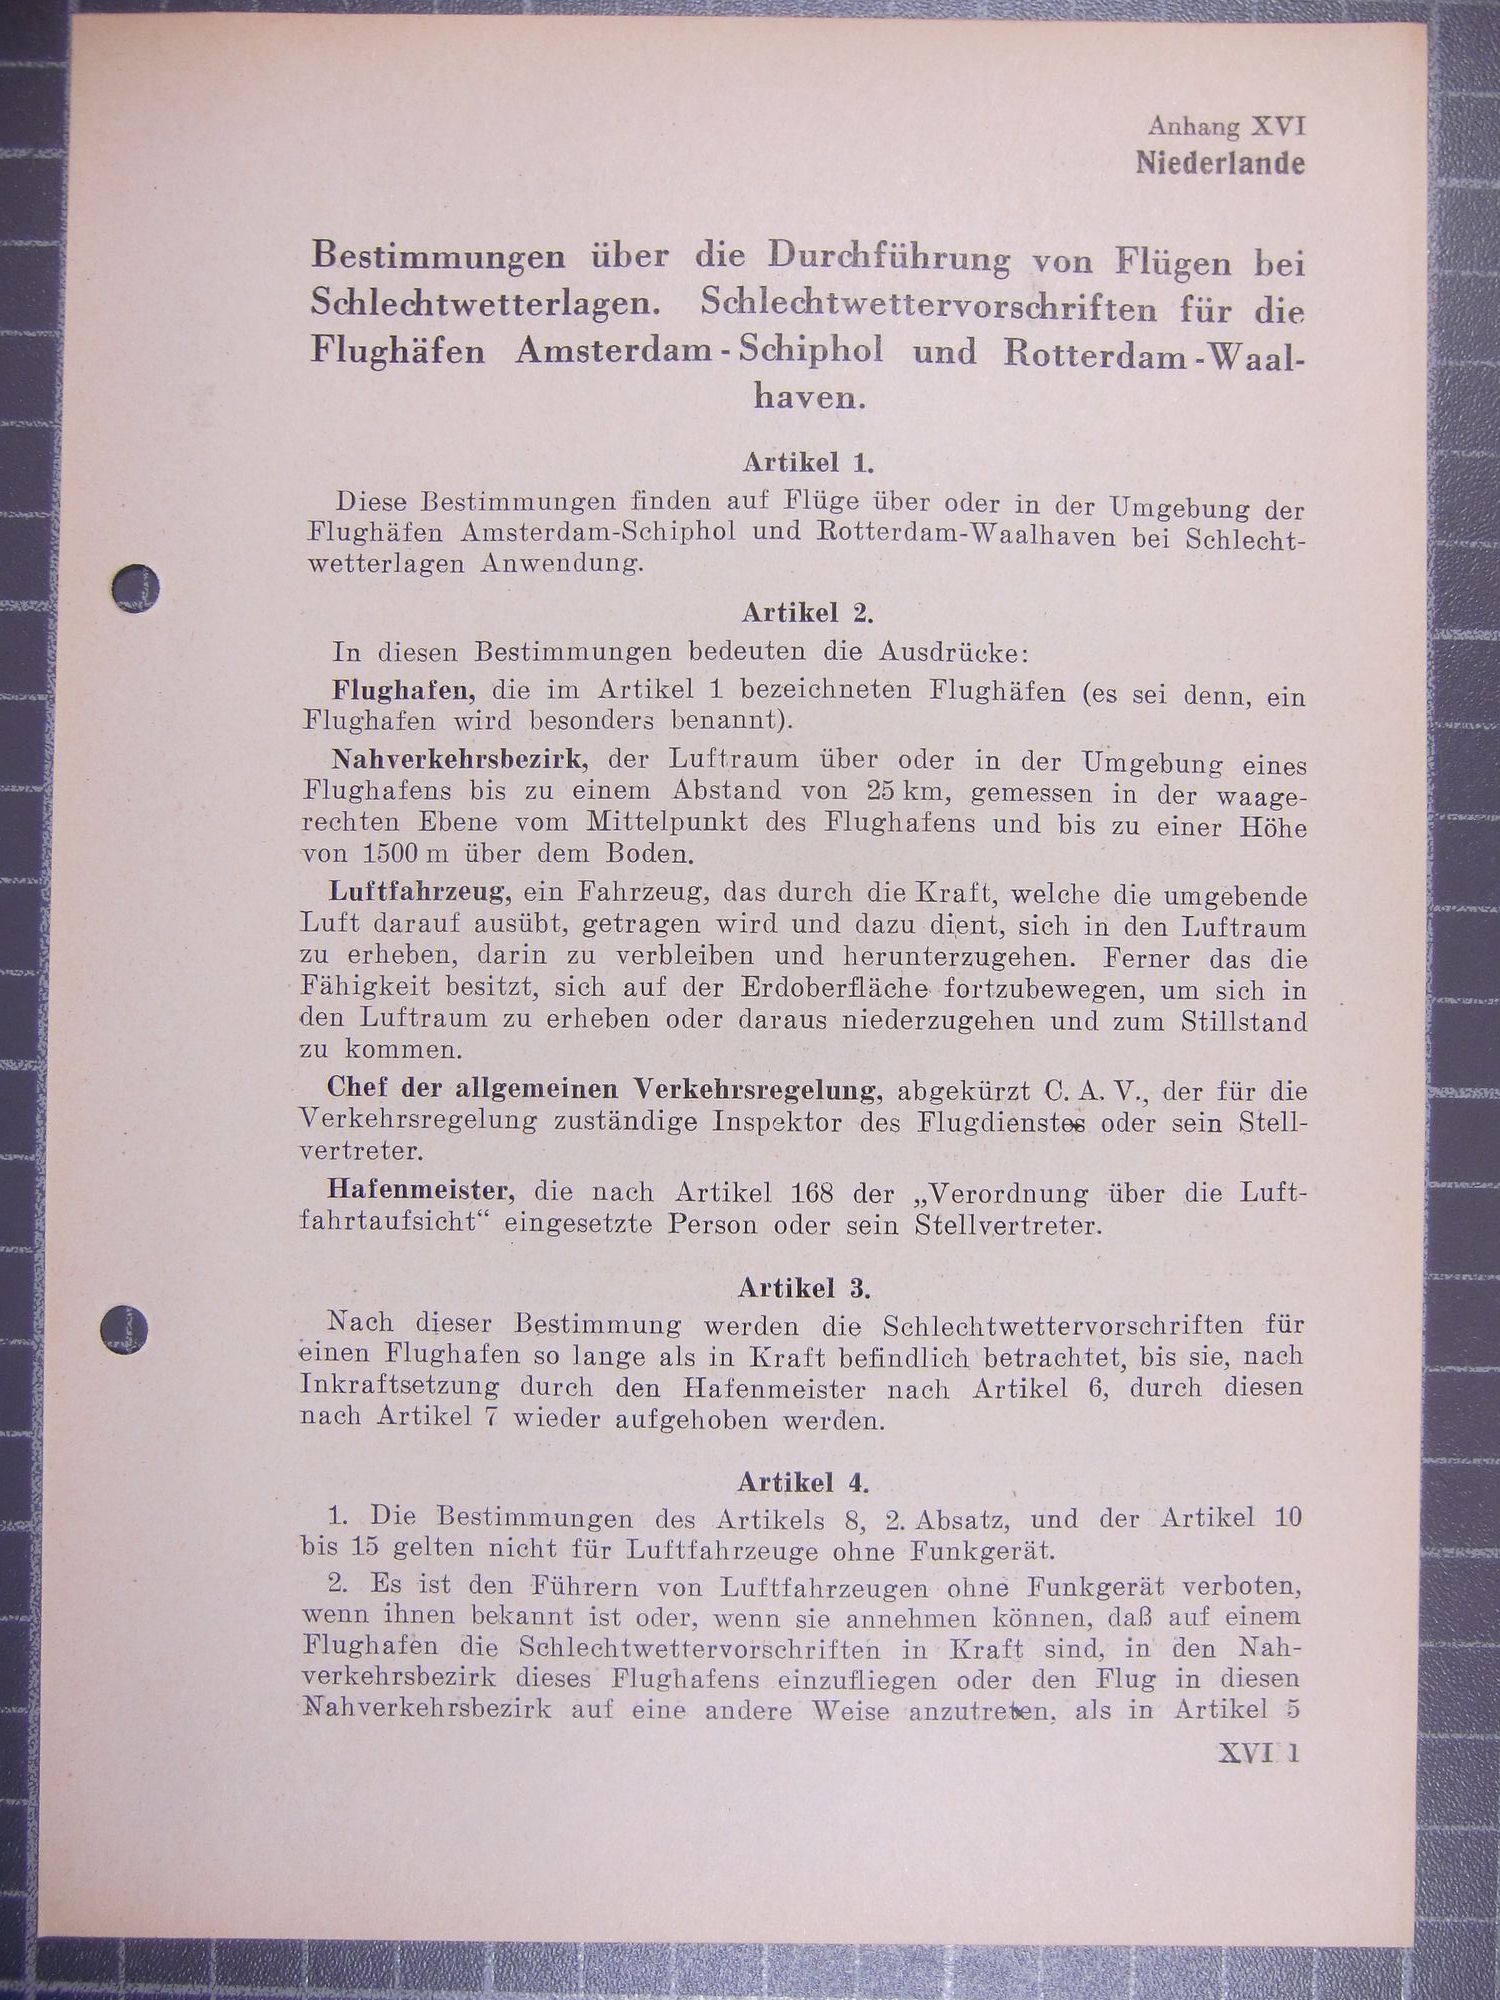 Anhang XVI
Niederlande
Bestimmungen über die Durchführung von Flügen bei
Schlechtwetterlagen. Schlechtwettervorschriften für die
Flughäfen Amsterdam-Schiphol und Rotterdam-Waal-
haven.
Artikel 1.
Diese Bestimmungen finden auf Flüge über oder in der Umgebung der
Flughäfen Amsterdam-Schiphol und Rotterdam-Waalhaven bei Schlecht-
wetterlagen Anwendung.
Artikel 2.
In diesen Bestimmungen bedeuten die Ausdrücke:
Flughafen, die im Artikel 1 bezeichneten Flughäfen (es sei denn, ein
Flughafen wird besonders benannt).
Nahverkehrsbezirk, der Luftraum über oder in der Umgebung eines
Flughafens bis zu einem Abstand von 25 km, gemessen in der waage-
rechten Ebene vom Mittelpunkt des Flughafens und bis zu einer Höhe
von 1500 m über dem Boden.
Luftfahrzeug, ein Fahrzeug, das durch die Kraft, welche die umgebende
Luft darauf ausübt, getragen wird und dazu dient, sich in den Luftraum
zu erheben, darin zu verbleiben und herunterzugehen. Ferner das die
Fähigkeit besitzt, sich auf der Erdoberfläche fortzubewegen, um sich in
den Luftraum zu erheben oder daraus niederzugehen und zum Stillstand
zu kommen.
Chef der allgemeinen Verkehrsregelung, abgekürzt C. A. V., der für die
Verkehrsregelung zuständige Inspektor des Flugdienstes oder sein Stell-
vertreter.
Hafenmeister, die nach Artikel 168 der „Verordnung über die Luft-
fahrtaufsicht“ eingesetzte Person oder sein Stellvertreter.
Artikel 3.
Nach dieser Bestimmung werden die Schlechtwettervorschriften für
einen Flughafen so lange als in Kraft befindlich betrachtet, bis sie, nach
Inkraftsetzung durch den Hafenmeister nach Artikel 6, durch diesen
nach Artikel 7 wieder aufgehoben werden.
Artikel 4.
1. Die Bestimmungen des Artikels 8, 2. Absatz, und der Artikel 10
bis 15 gelten nicht für Luftfahrzeuge ohne Funkgerät.
2. Es ist den Führern von Luftfahrzeugen ohne Funkgerät verboten,
wenn ihnen bekannt ist oder, wenn sie annehmen können, daß auf einem
Flughafen die Schlechtwettervorschriften in Kraft sind, in den Nah-
verkehrsbezirk dieses Flughafens einzufliegen oder den Flug in diesen
Nahverkehrsbezirk auf eine andere Weise anzutreten, als in Artikel 5
XVI 1